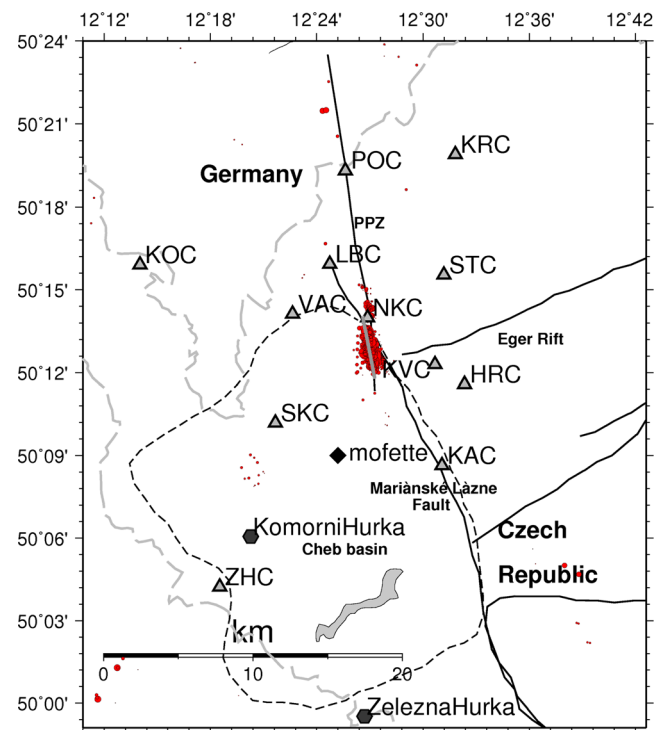 12˚12' 12˚18' 12˚24' 12˚30' 12˚36' 12˚42'
50˚24'
50˚21'
KRC
POC
Germany
50˚18'
PPZ
KOC
LBC
STC
50˚15'
VAC
NKC
Eger Rift
50˚12'
KVC
HRC
SKC
50˚09'
mofette
KAC
Mariànské Làzne
Fault
50˚06'
KomorniHurka
Czech
Cheb basin
Republic
ZHC
50˚03'
km
0 10 20
50˚00'
ZeleznaHurka